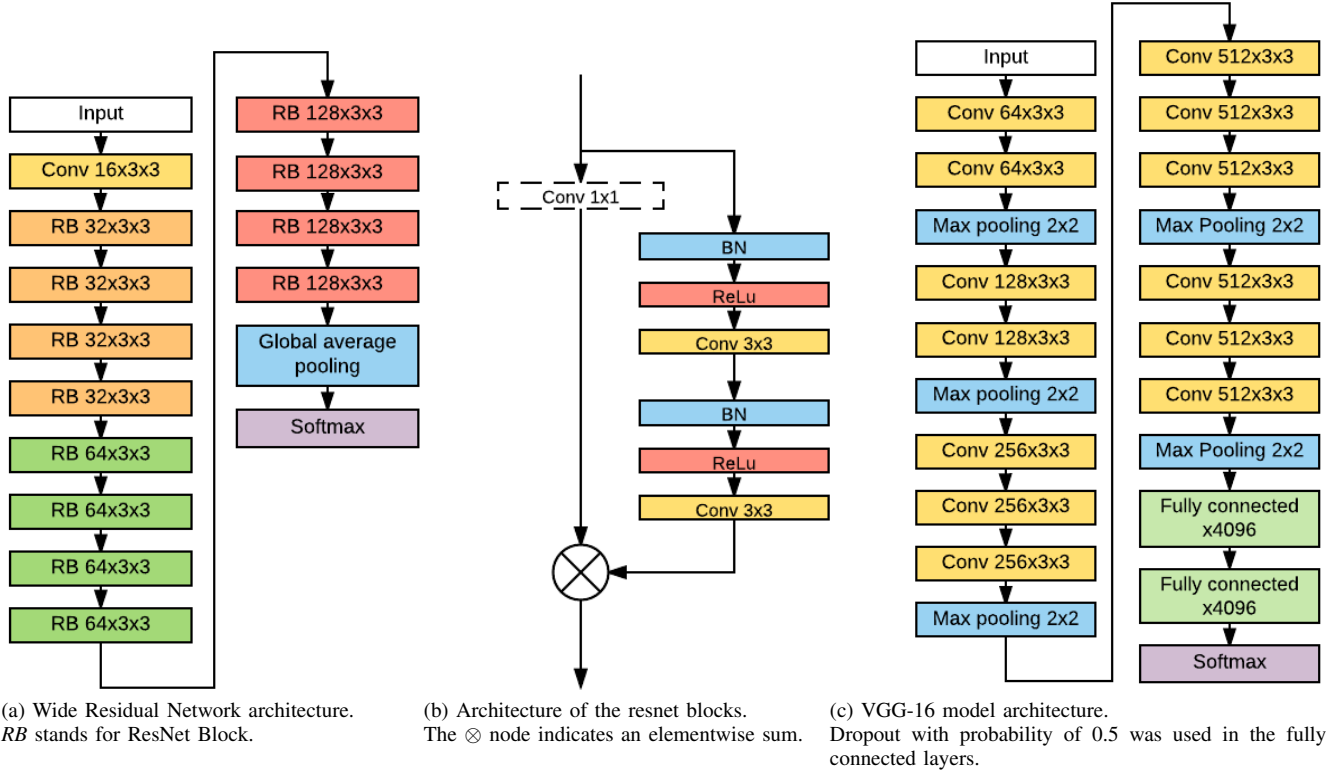 Input
Conv 16x3x3
RB 32x3x3
RB 32x3x3
RB 32x3x3
RB 32x3x3
RB 64x3x3
RB 64x3x3
RB 64x3x3
RB 64x3x3
RB 128x3x3
RB 128x3x3
RB 128x3x3
RB 128x3x3
Global average
pooling
Softmax
(a) Wide Residual Network architecture.
RB stands for ResNet Block.
Conv 1x1
BN
ReLu
Conv 3x3
BN
ReLu
Conv 3x3
(b) Architecture of the resnet blocks.
The ⊗ node indicates an elementwise sum.
Input
Conv 64x3x3
Conv 64x3x3
Max pooling 2x2
Conv 128x3x3
Conv 128x3x3
Max pooling 2x2
Conv 256x3x3
Conv 256x3x3
Conv 256x3x3
Max pooling 2x2
Conv 512x3x3
Conv 512x3x3
Conv 512x3x3
Max Pooling 2x2
Conv 512x3x3
Conv 512x3x3
Conv 512x3x3
Max Pooling 2x2
Fully connected
x4096
Fully connected
x4096
Softmax
(c) VGG-16 model architecture.
Dropout with probability of 0.5 was used in the fully
connected layers.